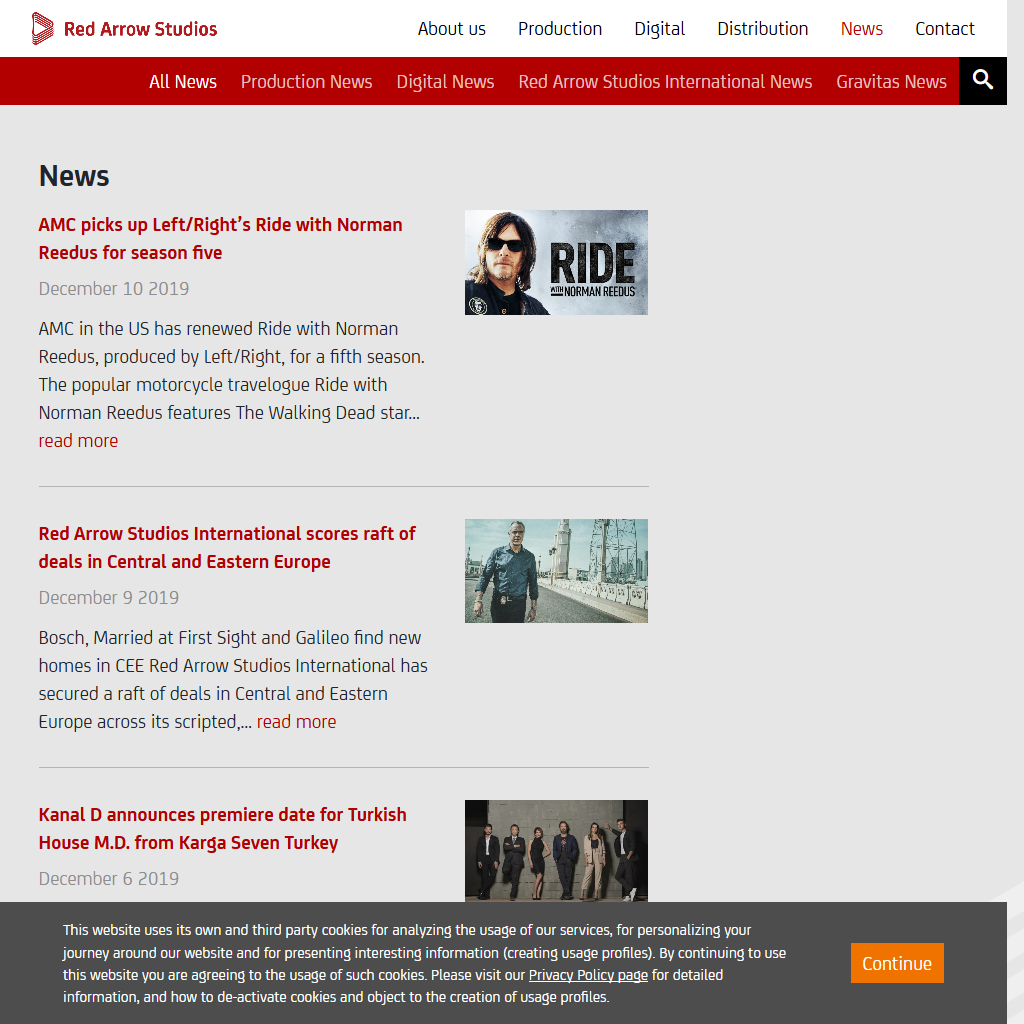 Red Arrow Studios
About us Production Digital Distribution News Contact
All News Production News Digital News Red Arrow Studios International News Gravitas News
News
AMC picks up Left/Right’s Ride with Norman
Reedus for season five
December 10 2019
AMC in the US has renewed Ride with Norman
Reedus, produced by Left/Right, for a fifth season.
The popular motorcycle travelogue Ride with
Norman Reedus features The Walking Dead star...
read more
RIDE
WITH NORMAN REEDUS
Red Arrow Studios International scores raft of
deals in Central and Eastern Europe
December 9 2019
Bosch, Married at First Sight and Galileo find new
homes in CEE Red Arrow Studios International has
secured a raft of deals in Central and Eastern
Europe across its scripted,... read more
Kanal D announces premiere date for Turkish
House M.D. from Karga Seven Turkey
December 6 2019
This website uses its own and third party cookies for analyzing the usage of our services, for personalizing your
journey around our website and for presenting interesting information (creating usage profiles). By continuing to use
this website you are agreeing to the usage of such cookies. Please visit our Privacy Policy page for detailed
information, and how to de-activate cookies and object to the creation of usage profiles.
Continue